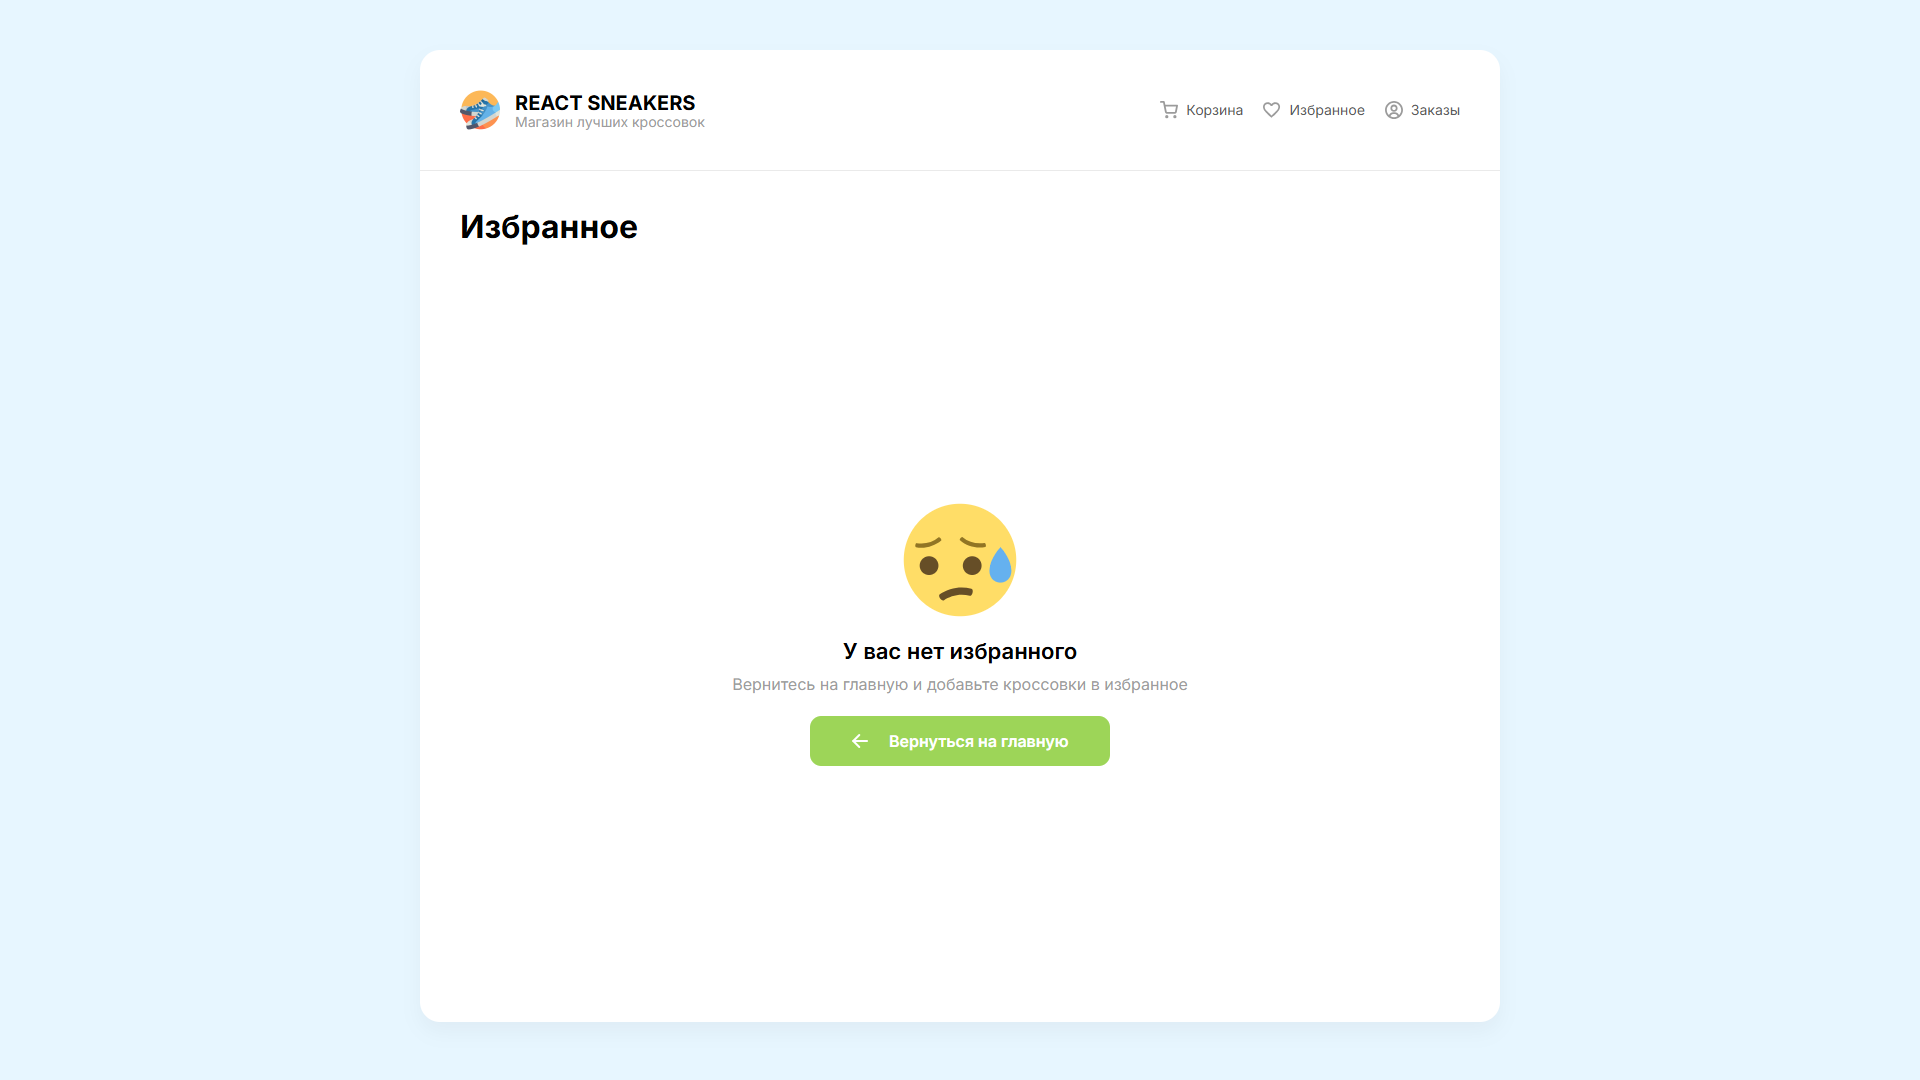 REACT SNEAKERS
Магазин лучших кроссовок
Корзина
Избранное
Заказы
Избранное
У вас нет избранного
Вернитесь на главную и добавьте кроссовки в избранное
Вернуться на главную